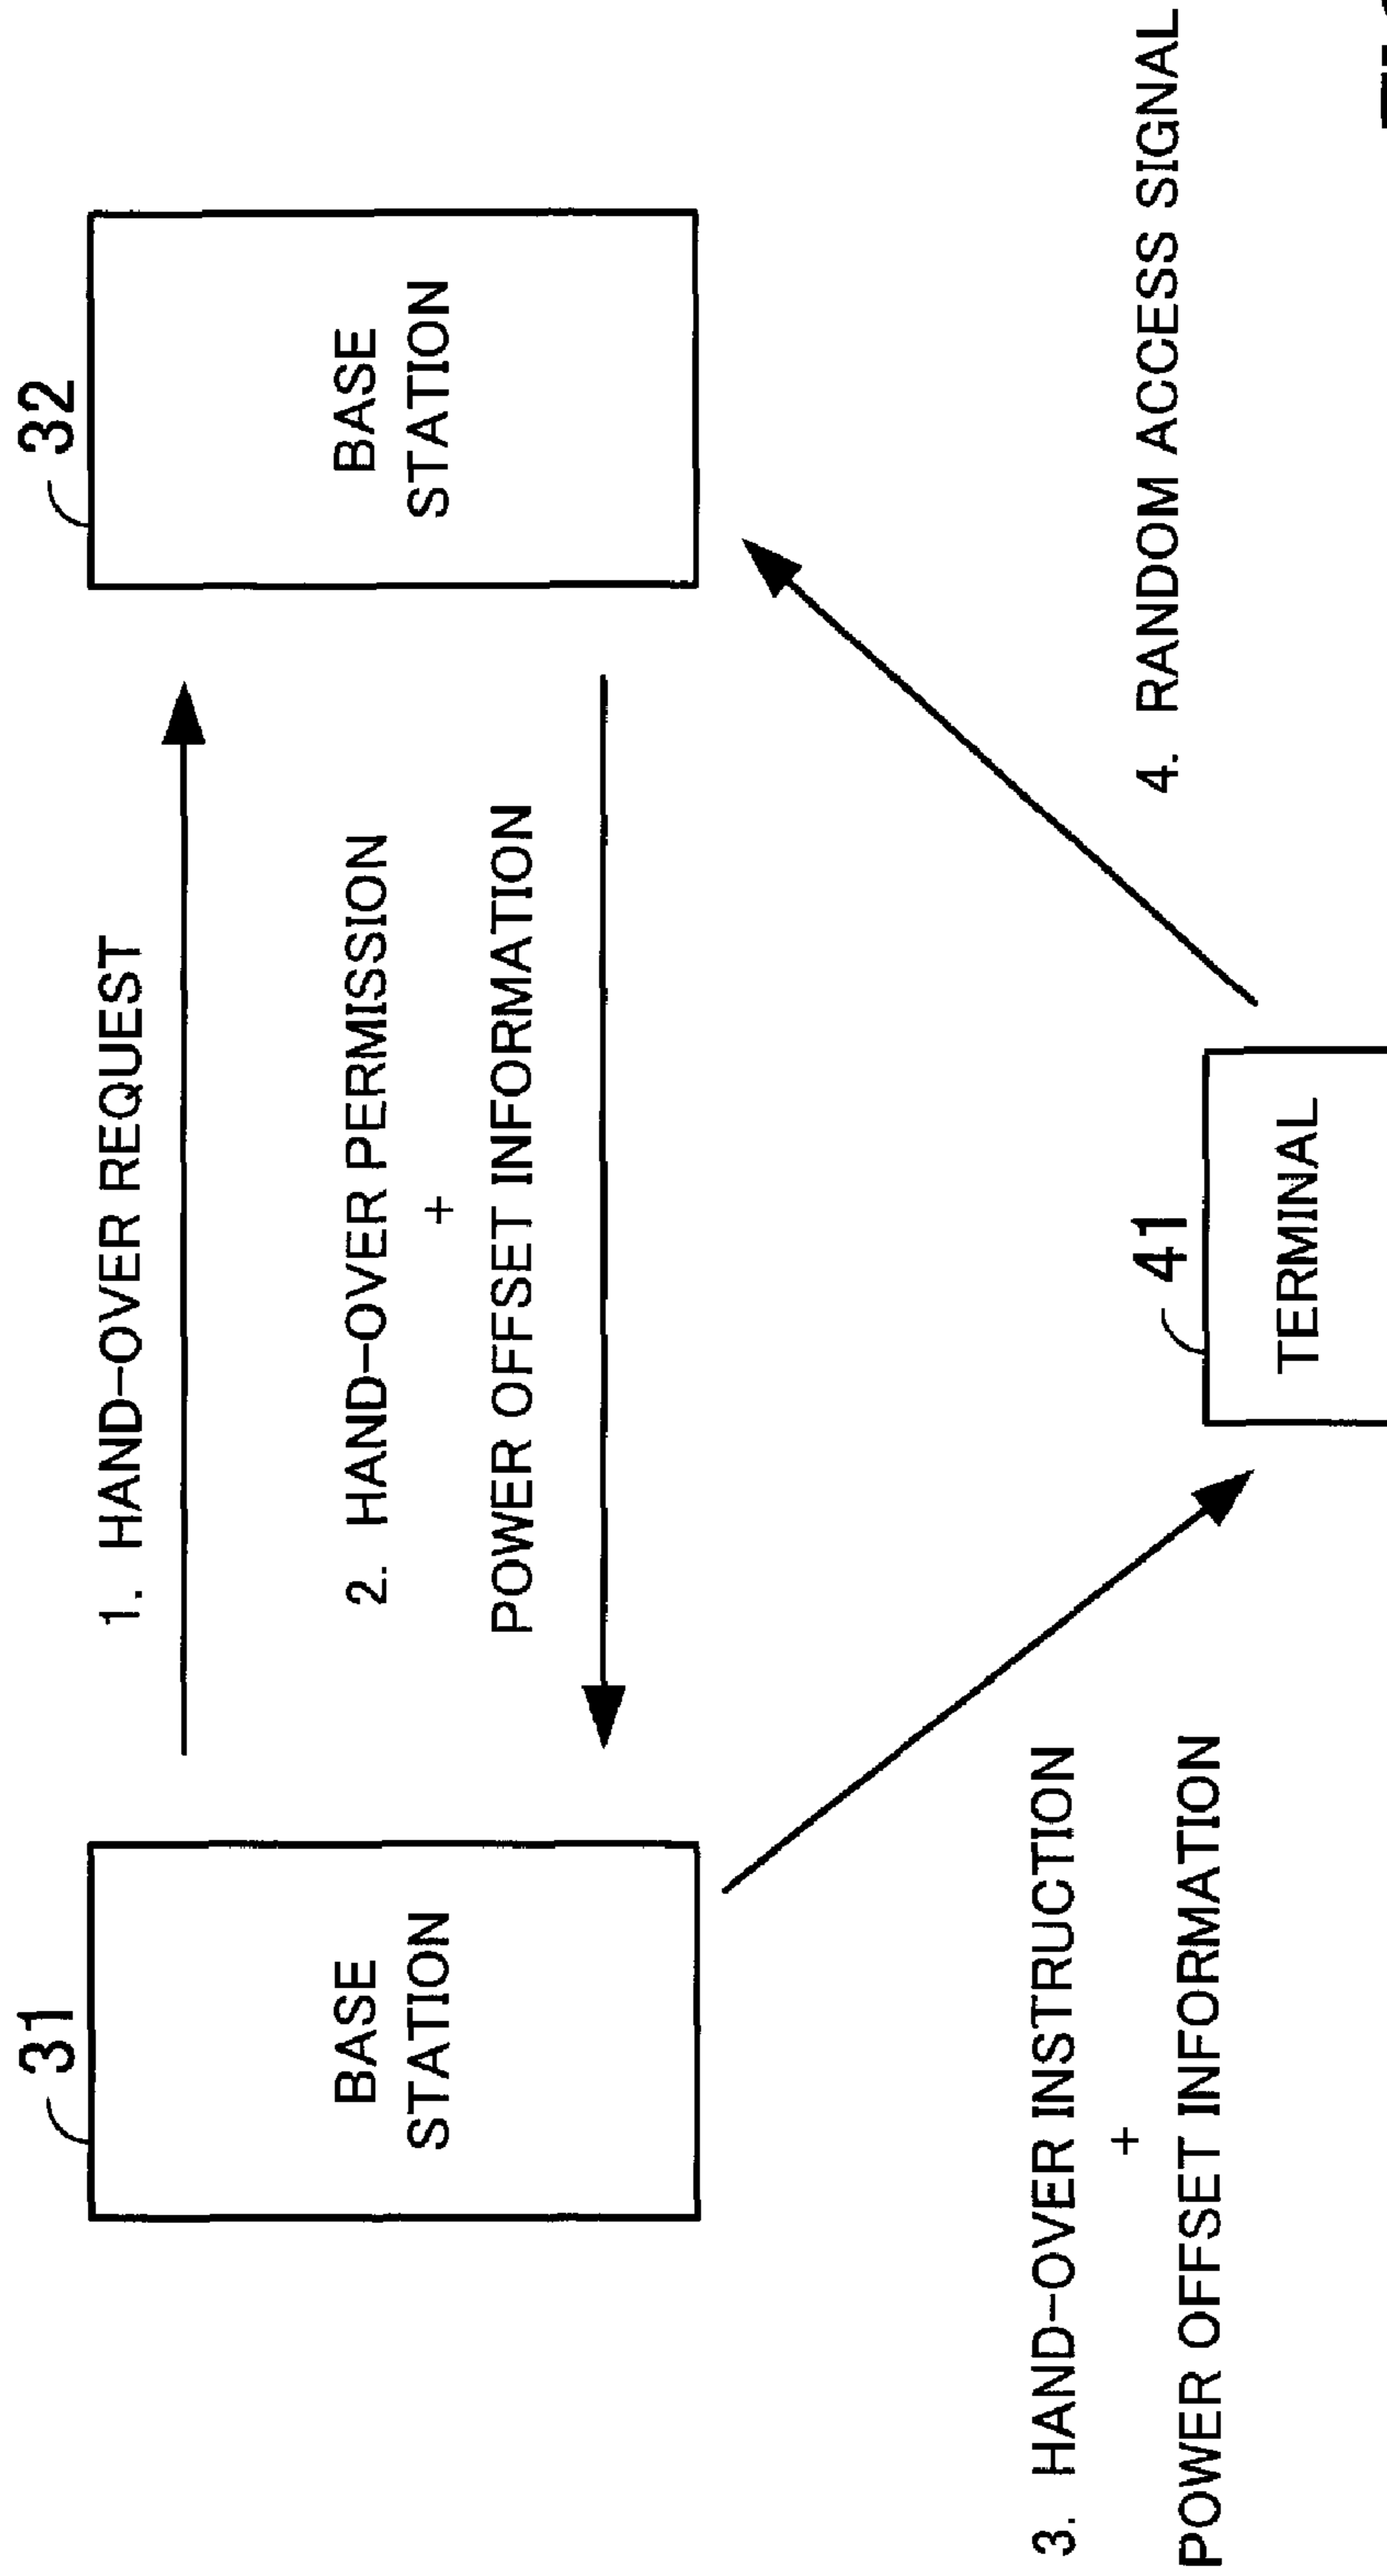 31
32
1. HAND-OVER REQUEST
BASE
STATION
BASE
STATION
2. HAND-OVER PERMISSION
+
POWER OFFSET INFORMATION
3. HAND-OVER INSTRUCTION
+
POWER OFFSET INFORMATION
4. RANDOM ACCESS SIGNAL
41
TERMINAL